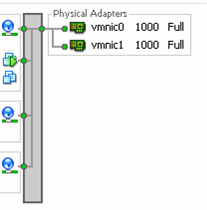 Physical Adapters
vmnic0 1000 Full
vmnic1 1000 Full